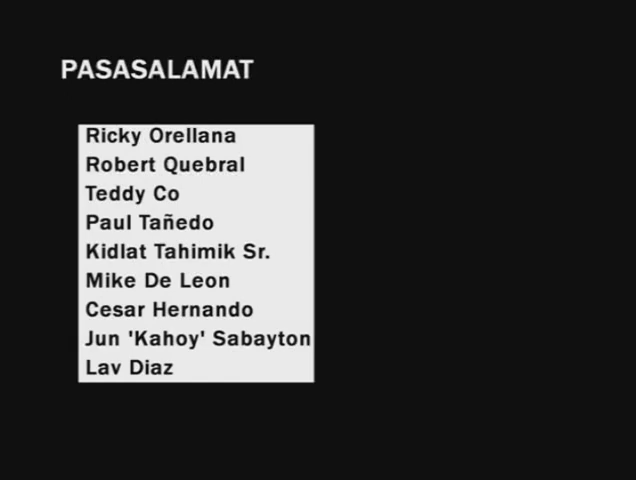 PASASALAMAT
Ricky Orellana
Robert Quebral
Teddy Co
Paul Tañedo
Kidlat Tahimik Sr.
Mike De Leon
Cesar Hernando
Jun 'Kahoy' Sabayton
Lav Diaz